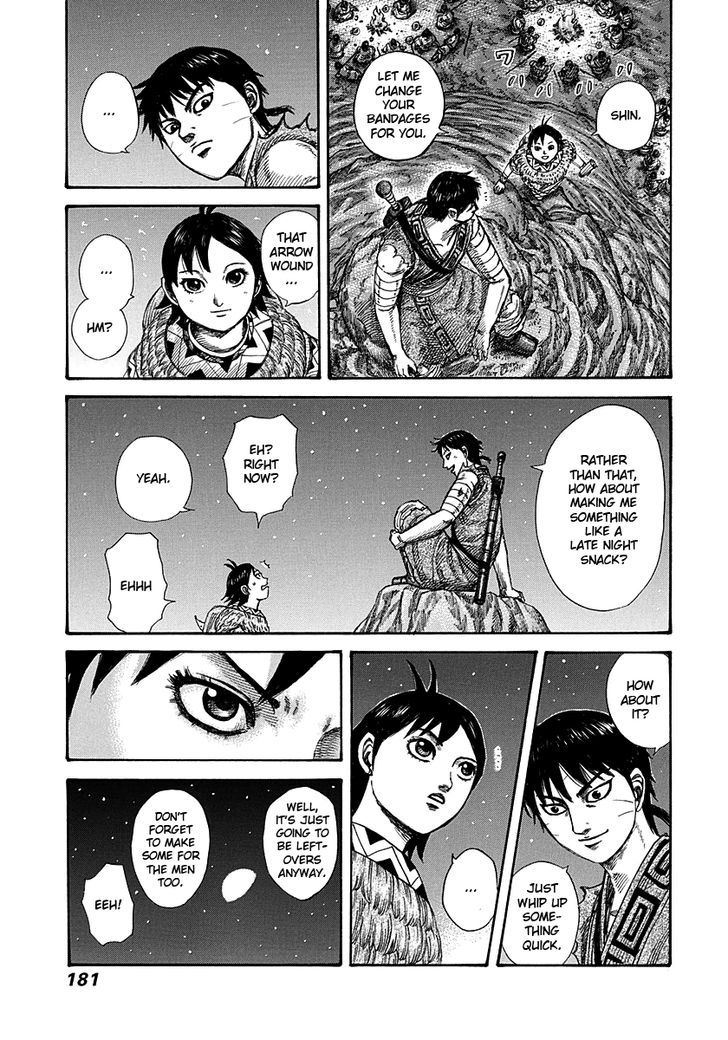 SHIN.
LET ME
CHANGE
YOUR
BANDAGES
FOR YOU.
ワ
...
THAT
ARROW
WOUND
...
...
HM?
RATHER
THAN THAT,
HOW ABOUT
MAKING ME
SOMETHING
LIKE A
LATE NIGHT
SNACK?
EH?
RIGHT
NOW?
YEAH.
EHHH
HOW
ABOUT
IT?
JUST
WHIP UP
SOME-
THING
QUICK.
...
WELL,
IT'S JUST
GOING TO
BE LEFT-
OVERS
ANYWAY.
DON'T
FORGET
TO MAKE
SOME FOR
THE MEN
TOO.
EEH!
181